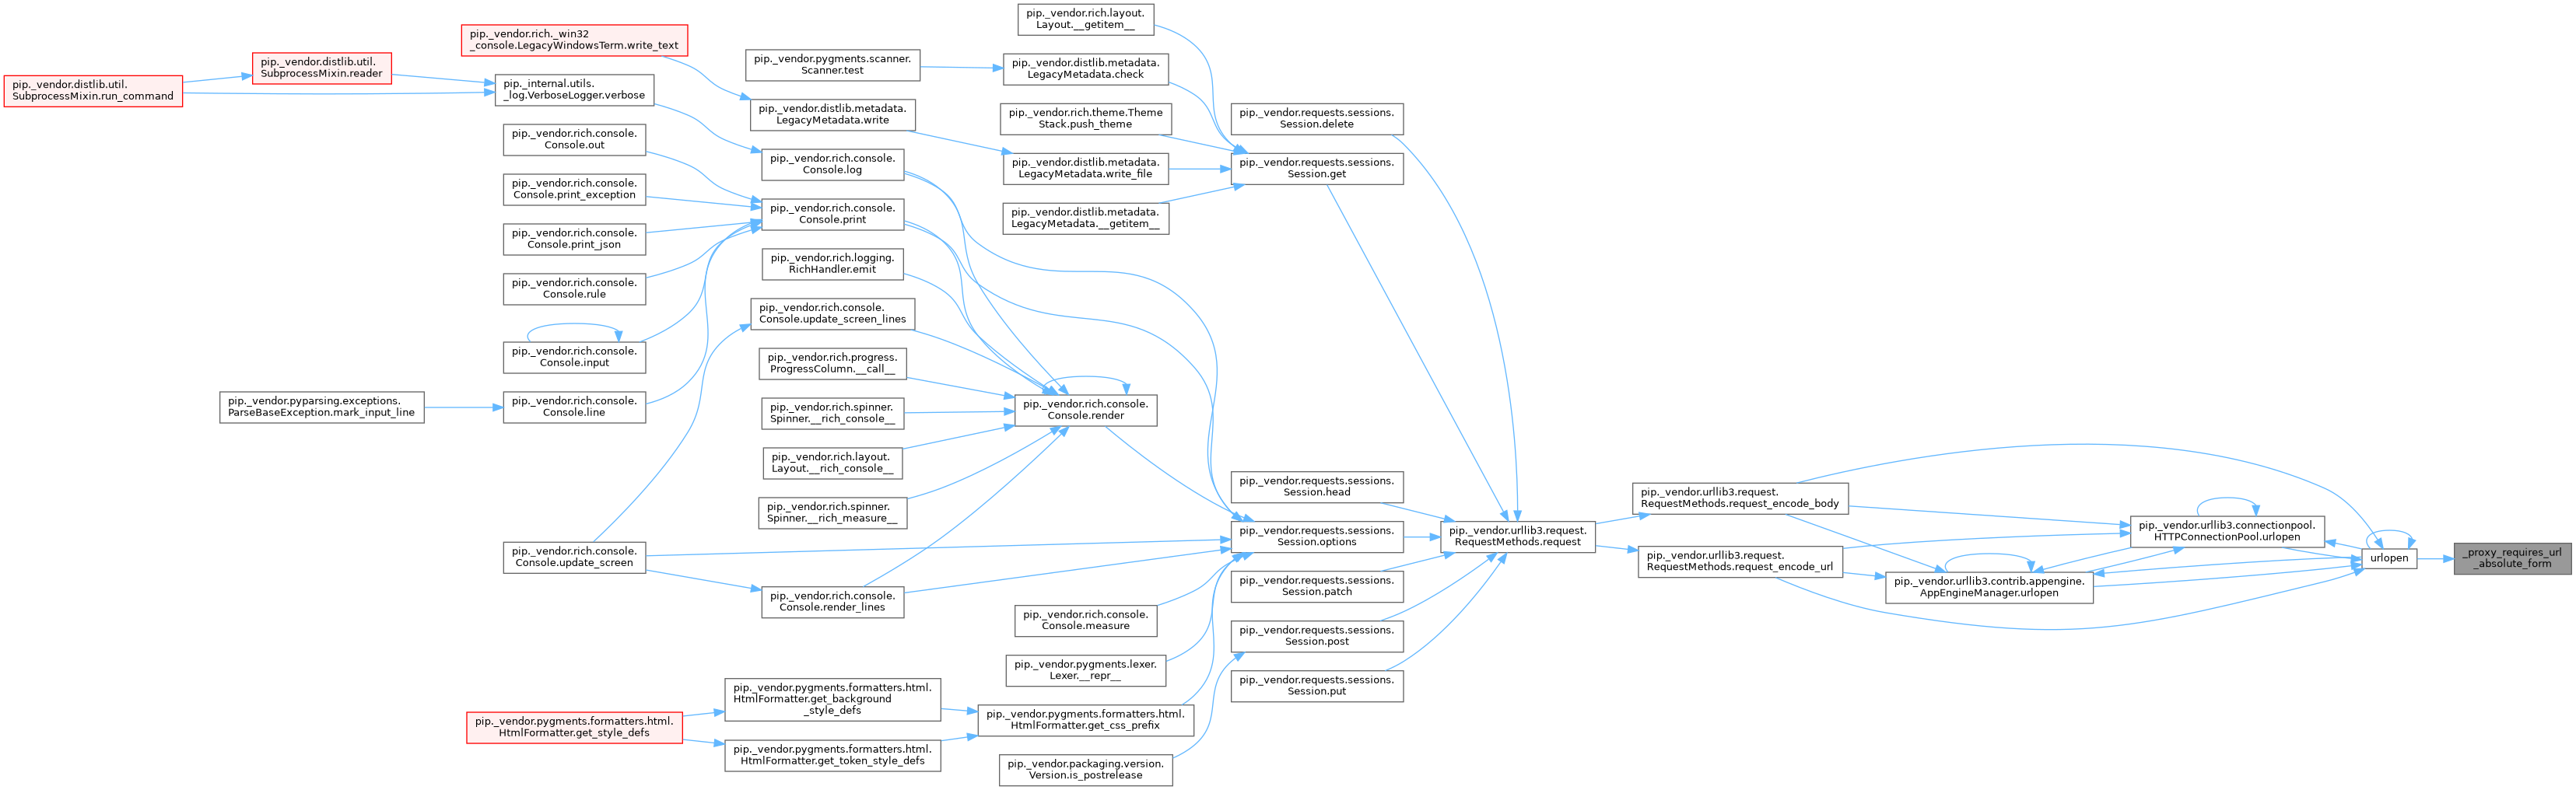 pip._vendor.distlib.util.
SubprocessMixin.run_command
pip._vendor.distlib.util.
SubprocessMixin.reader
pip._vendor.rich._win32
_console.LegacyWindowsTerm.write_text
pip._internal.utils.
_log.VerboseLogger.verbose
pip._vendor.rich.console.
Console.out
pip._vendor.rich.console.
Console.print_exception
pip._vendor.rich.console.
Console.print_json
pip._vendor.rich.console.
Console.rule
pip._vendor.rich.console.
Console.input
pip._vendor.pyparsing.exceptions.
ParseBaseException.mark_input_line
pip._vendor.rich.console.
Console.line
pip._vendor.rich.console.
Console.update_screen
pip._vendor.pygments.formatters.html.
HtmlFormatter.get_style_defs
pip._vendor.pygments.scanner.
Scanner.test
pip._vendor.distlib.metadata.
LegacyMetadata.write
pip._vendor.rich.console.
Console.log
pip._vendor.rich.console.
Console.print
pip._vendor.rich.logging.
RichHandler.emit
pip._vendor.rich.console.
Console.update_screen_lines
pip._vendor.rich.progress.
ProgressColumn.__call__
pip._vendor.rich.spinner.
Spinner.__rich_console__
pip._vendor.rich.layout.
Layout.__rich_console__
pip._vendor.rich.spinner.
Spinner.__rich_measure__
pip._vendor.rich.console.
Console.render_lines
pip._vendor.pygments.formatters.html.
HtmlFormatter.get_background
_style_defs
pip._vendor.pygments.formatters.html.
HtmlFormatter.get_token_style_defs
pip._vendor.rich.layout.
Layout.__getitem__
pip._vendor.distlib.metadata.
LegacyMetadata.check
pip._vendor.rich.theme.Theme
Stack.push_theme
pip._vendor.distlib.metadata.
LegacyMetadata.write_file
pip._vendor.distlib.metadata.
LegacyMetadata.__getitem__
pip._vendor.rich.console.
Console.render
pip._vendor.rich.console.
Console.measure
pip._vendor.pygments.lexer.
Lexer.__repr__
pip._vendor.pygments.formatters.html.
HtmlFormatter.get_css_prefix
pip._vendor.packaging.version.
Version.is_postrelease
pip._vendor.requests.sessions.
Session.delete
pip._vendor.requests.sessions.
Session.get
pip._vendor.requests.sessions.
Session.head
pip._vendor.requests.sessions.
Session.options
pip._vendor.requests.sessions.
Session.patch
pip._vendor.requests.sessions.
Session.post
pip._vendor.requests.sessions.
Session.put
pip._vendor.urllib3.request.
RequestMethods.request
pip._vendor.urllib3.request.
RequestMethods.request_encode_body
pip._vendor.urllib3.request.
RequestMethods.request_encode_url
pip._vendor.urllib3.connectionpool.
HTTPConnectionPool.urlopen
pip._vendor.urllib3.contrib.appengine.
AppEngineManager.urlopen
urlopen
_proxy_requires_url
_absolute_form